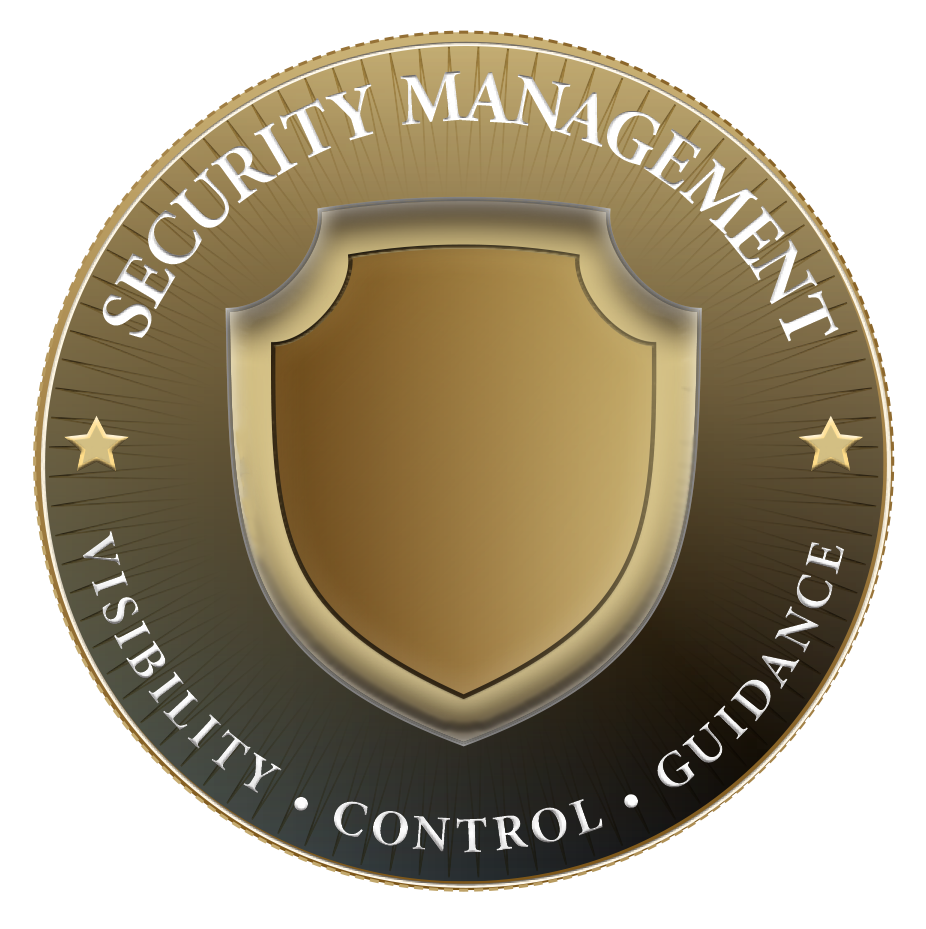 SECURITY MANAGEMENT
VISIBILITY • CONTROL • GUIDANCE